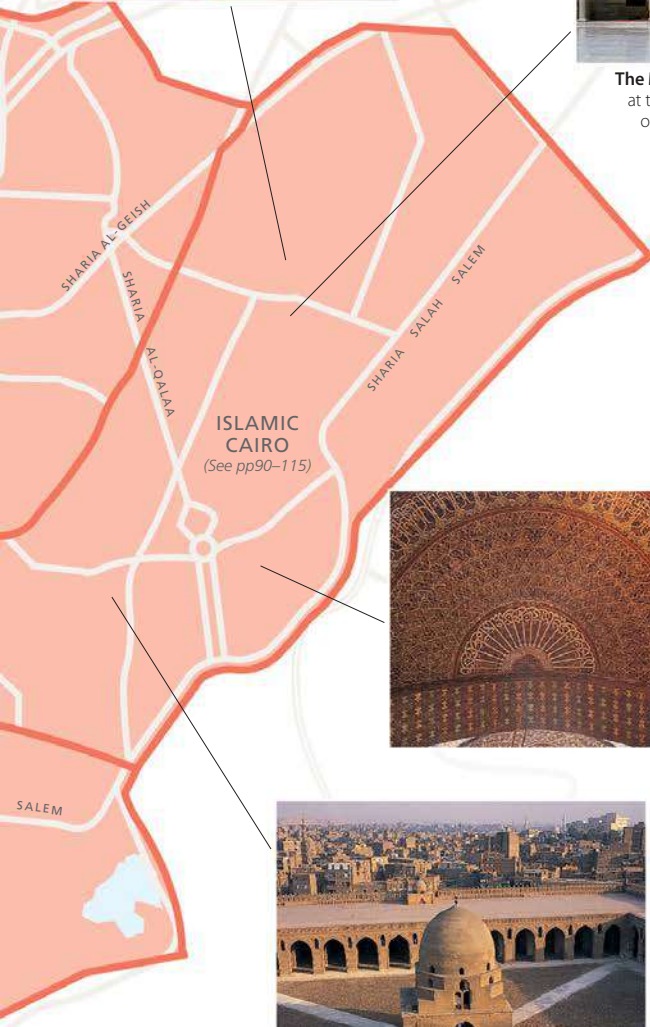 The
at t
o
SHARIA AL-GEISH
SHARIA AL-QALAA
SHARIA SALAH SALEM
ISLAMIC
CAIRO
(See pp90–115)
SALEM